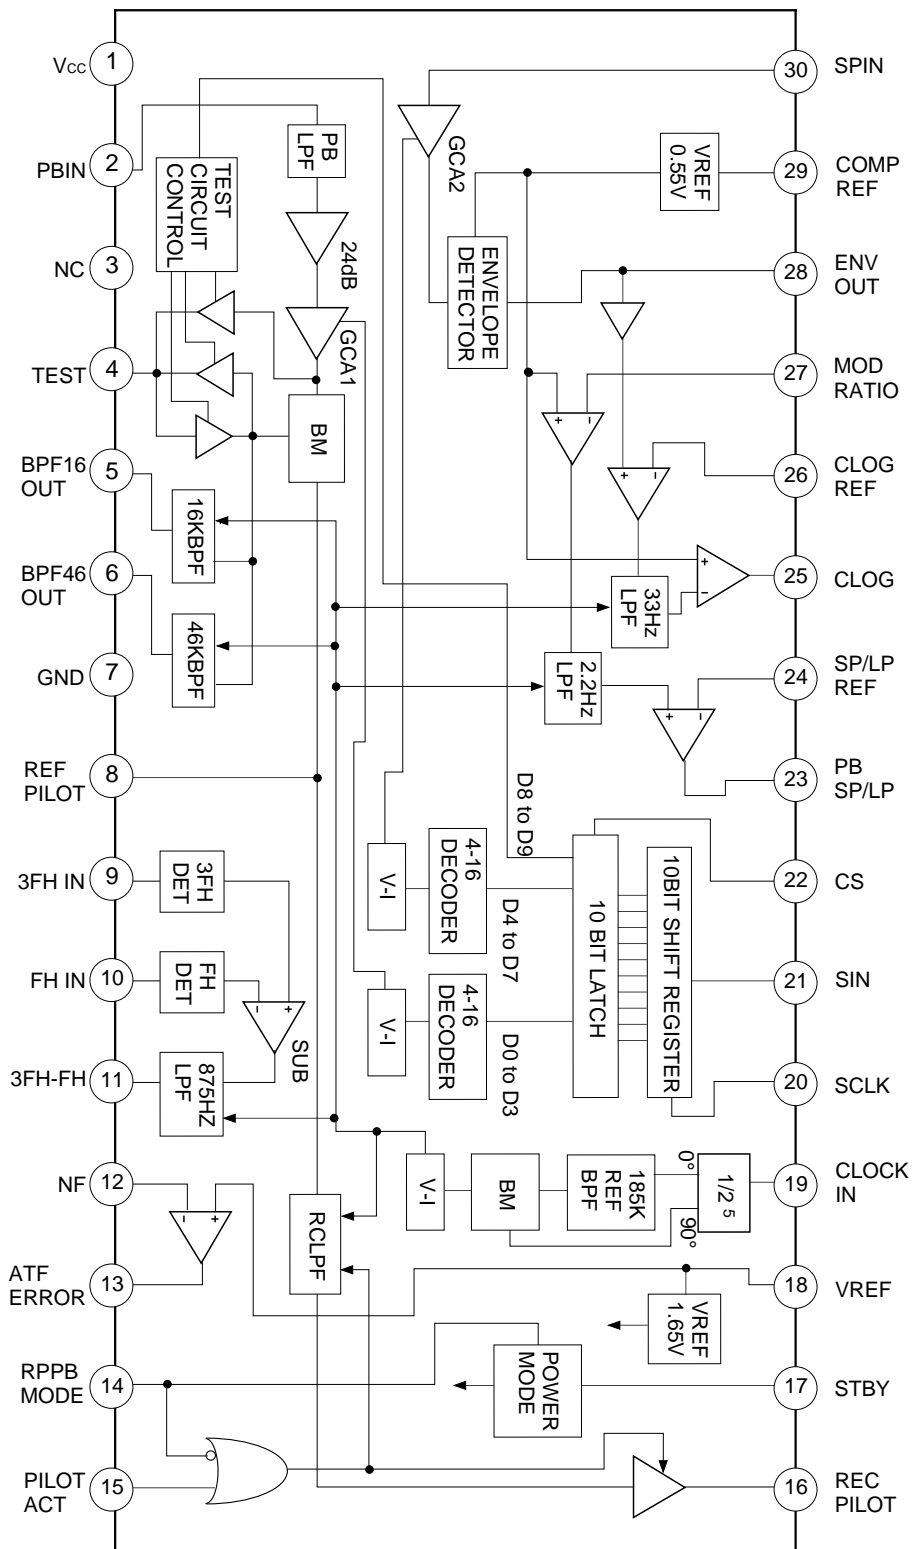 Vcc 1
PBIN 2
NC 3
TEST 4
BPF16
OUT
5
BPF46
OUT
6
GND 7
REF
PILOT
8
3FH IN 9
FH IN 10
3FH-FH 11
NF 12
ATF
ERROR
13
RPPB
MODE
14
PILOT
ACT
15
30 SPIN
29
COMP
REF
28
ENV
OUT
27
MOD
RATIO
26
CLOG
REF
25 CLOG
24
SP/LP
REF
23
PB
SP/LP
22 CS
21 SIN
20 SCLK
19
CLOCK
IN
18 VREF
17 STBY
16
REC
PILOT
TEST
CIRCUIT
CONTROL
PB
LPF
24dB
GCA1
GCA2
VREF
0.55V
ENVELOPE
DETECTOR
BM
+ −
+ −
16KBPF
46KBPF
+
−
33Hz
LPF
2.2Hz
LPF
+ −
D8 to D9
V-I
4-16
DECODER
D4 to D7
10 BIT LATCH
10BIT SHIFT REGISTER
V-I
4-16
DECODER
D0 to D3
3FH
DET
FH
DET
− +
SUB
875HZ
LPF
− +
RCLPF
V-I
BM
185K
REF
BPF
0°
90°
1/2 5
VREF
1.65V
POWER
MODE